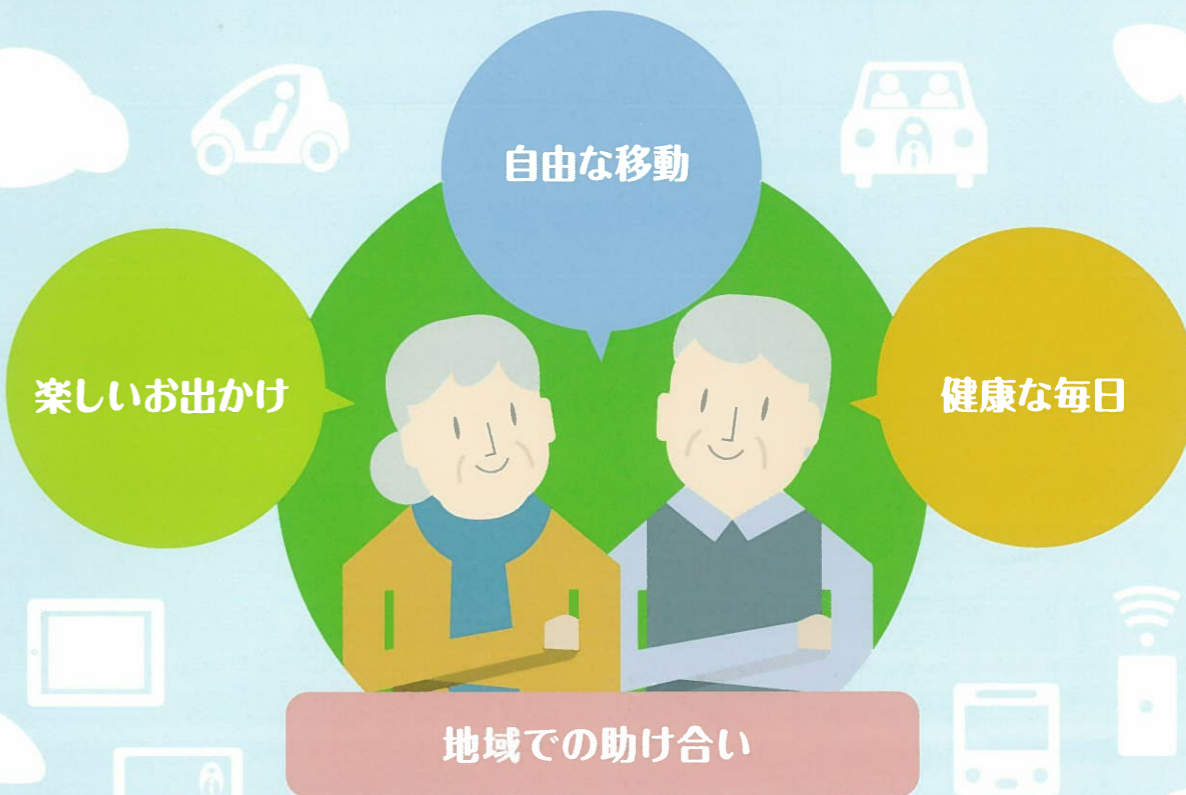 自由な移動
楽しいお出かけ
健康な毎日
地域での助け合い